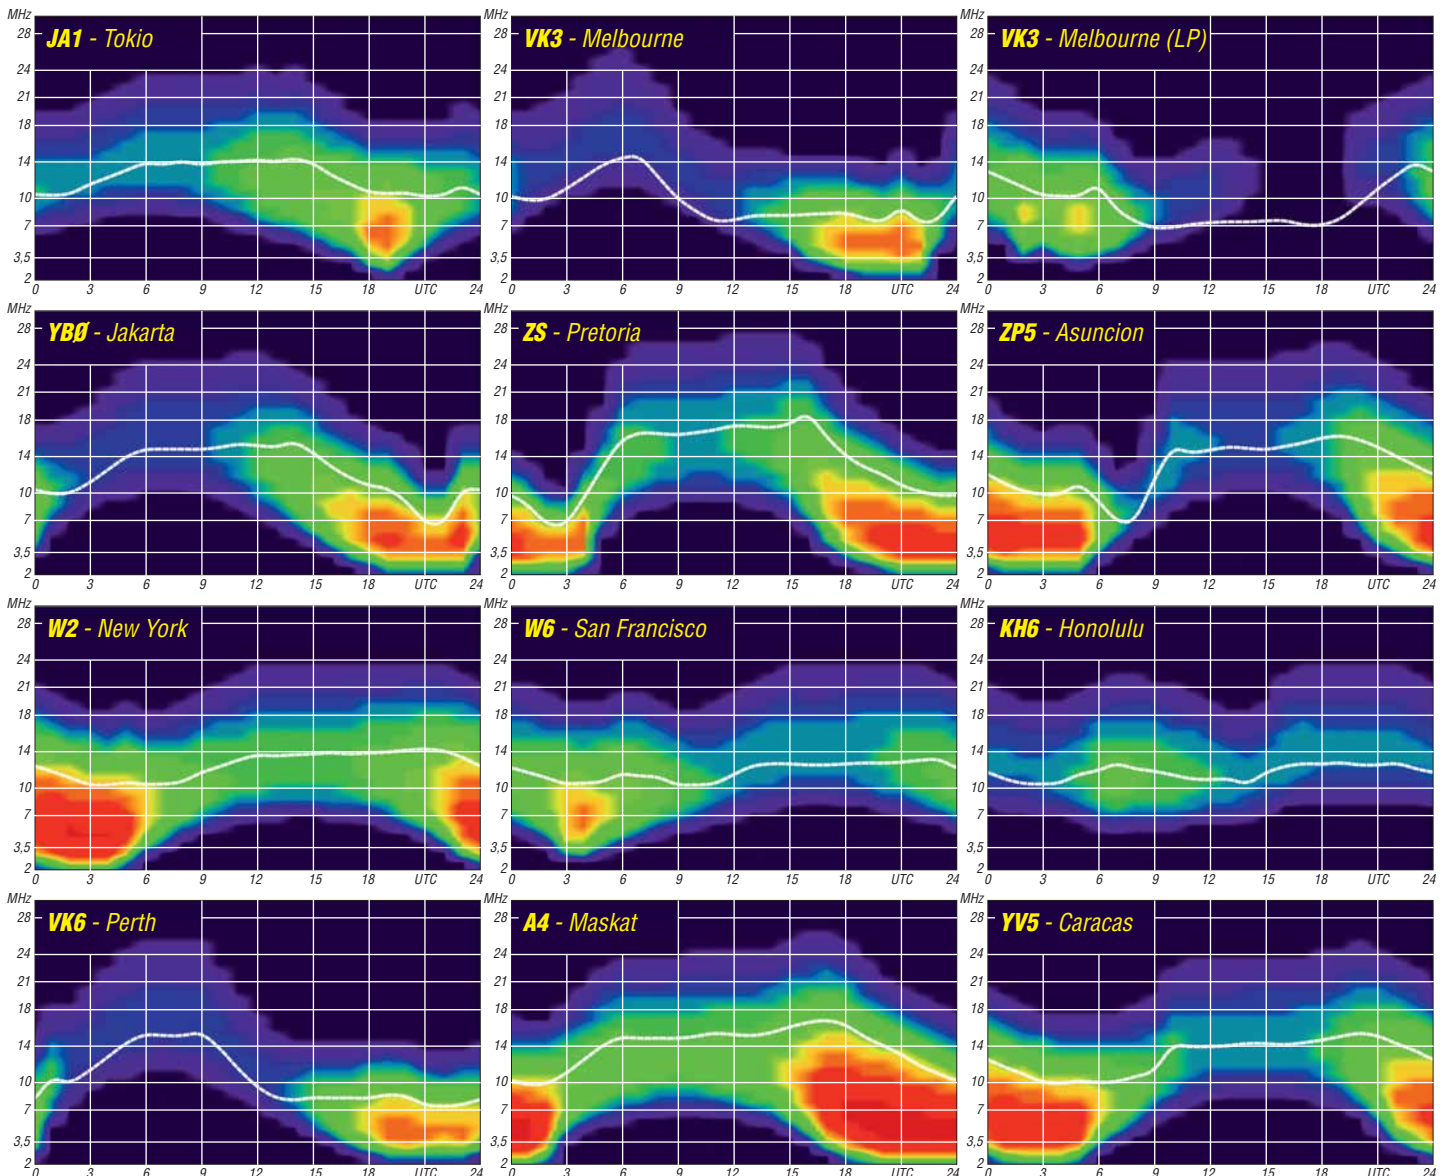 MHz MHz MHz
28 JA1 - Tokio 28 VK3 - Melbourne 28 VK3 - Melbourne (LP)
24 24 24
21 21 21
18 18 18
14 14 14
10 10 10
7 7 7
3,5 3,5 3,5
2 2 2
0 3 6 9 12 15 18 UTC 24 0 3 6 9 12 15 18 UTC 24 0 3 6 9 12 15 18 UTC 24
MHz MHz MHz
28 YBØ - Jakarta 28 ZS - Pretoria 28 ZP5 - Asuncion
24 24 24
21 21 21
18 18 18
14 14 14
10 10 10
7 7 7
3,5 3,5 3,5
2 2 2
0 3 6 9 12 15 18 UTC 24 0 3 6 9 12 15 18 UTC 24 0 3 6 9 12 15 18 UTC 24
MHz MHz MHz
28 W2 - New York 28 W6 - San Francisco 28 KH6 - Honolulu
24 24 24
21 21 21
18 18 18
14 14 14
10 10 10
7 7 7
3,5 3,5 3,5
2 2 2
0 3 6 9 12 15 18 UTC 24 0 3 6 9 12 15 18 UTC 24 0 3 6 9 12 15 18 UTC 24
MHz MHz MHz
28 VK6 - Perth 28 A4 - Maskat 28 YV5 - Caracas
24 24 24
21 21 21
18 18 18
14 14 14
10 10 10
7 7 7
3,5 3,5 3,5
2 2 2
0 3 6 9 12 15 18 UTC 24 0 3 6 9 12 15 18 UTC 24 0 3 6 9 12 15 18 UTC 24